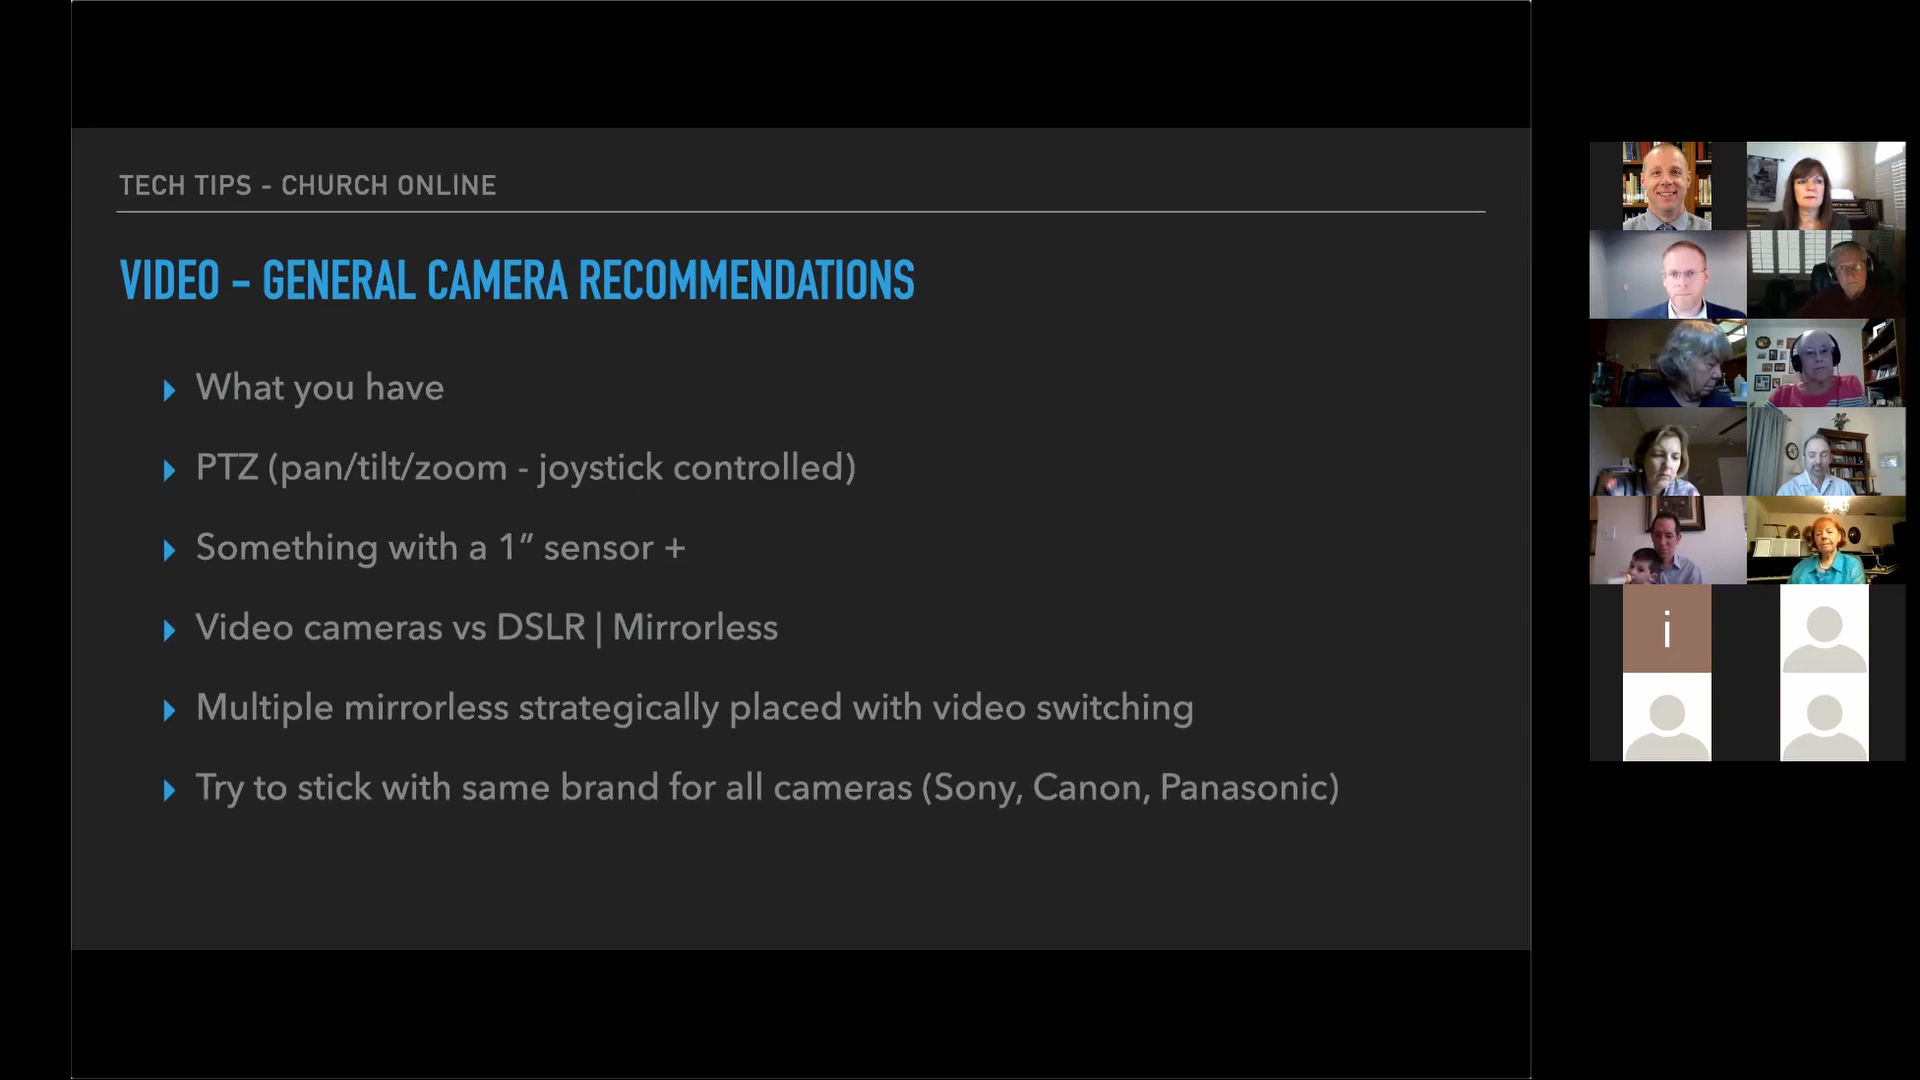 TECH TIPS - CHURCH ONLINE
VIDEO - GENERAL CAMERA RECOMMENDATIONS
What you have
PTZ (pan/tilt/zoom - joystick controlled)
Something with a 1” sensor +
Video cameras vs DSLR | Mirrorless
Multiple mirrorless strategically placed with video switching
Try to stick with same brand for all cameras (Sony, Canon, Panasonic)
i